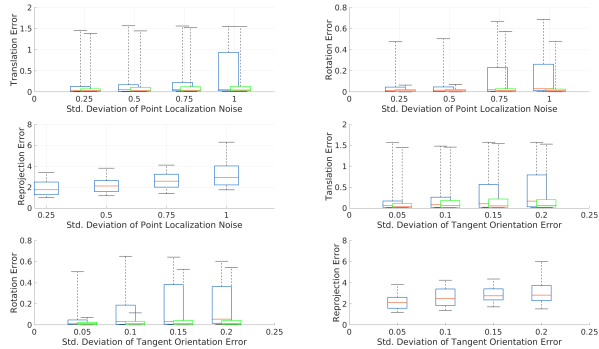 Translation Error
2
1.5
1
0.5
0
0 0.25 0.5 0.75 1
Std. Deviation of Point Localization Noise
Rotation Error
0.8
0.6
0.4
0.2
0
0 0.25 0.5 0.75 1
Std. Deviation of Point Localization Noise
Reprojection Error
8
6
4
2
0
0.25 0.5 0.75 1
Std. Deviation of Point Localization Noise
Tanslation Error
2
1.5
1
0.5
0
0 0.05 0.1 0.15 0.2 0.25
Std. Deviation of Tangent Orientation Error
Rotation Error
0.8
0.6
0.4
0.2
0
0 0.05 0.1 0.15 0.2 0.25
Std. Deviation of Tangent Orientation Error
Reprojection Error
8
6
4
2
0
0 0.05 0.1 0.15 0.2 0.25
Std. Deviation of Tangent Orientation Error